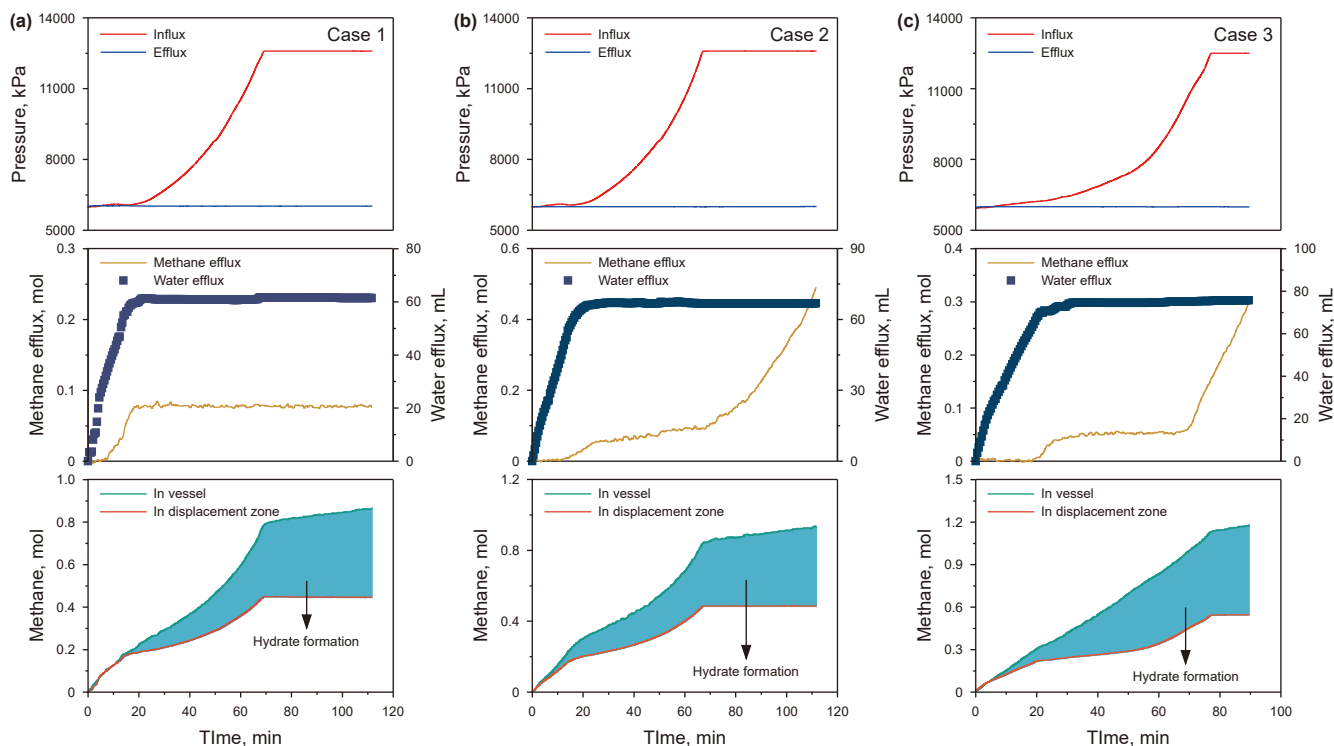 (a)
Case 1
Influx
Efflux
Pressure, kPa
14000
11000
8000
5000
Methane efflux
Water efflux
Methane efflux, mol
0.3
0.2
0.1
0
Water efflux, mL
80
60
40
20
0
In vessel
In displacement zone
Hydrate formation
Methane, mol
1.0
0.8
0.6
0.4
0.2
0
0 20 40 60 80 100 120
TIme, min
(b)
Case 2
Influx
Efflux
Pressure, kPa
14000
11000
8000
5000
Methane efflux
Water efflux
Methane efflux, mol
0.6
0.4
0.2
0
Water efflux, mL
90
60
30
0
In vessel
In displacement zone
Hydrate formation
Methane, mol
1.2
0.8
0.4
0
0 20 40 60 80 100 120
TIme, min
(c)
Case 3
Influx
Efflux
Pressure, kPa
14000
11000
8000
5000
Methane efflux
Water efflux
Methane efflux, mol
0.4
0.3
0.2
0.1
0
Water efflux, mL
100
80
60
40
20
0
In vessel
In displacement zone
Hydrate formation
Methane, mol
1.5
1.2
0.9
0.6
0.3
0
0 20 40 60 80 100
TIme, min